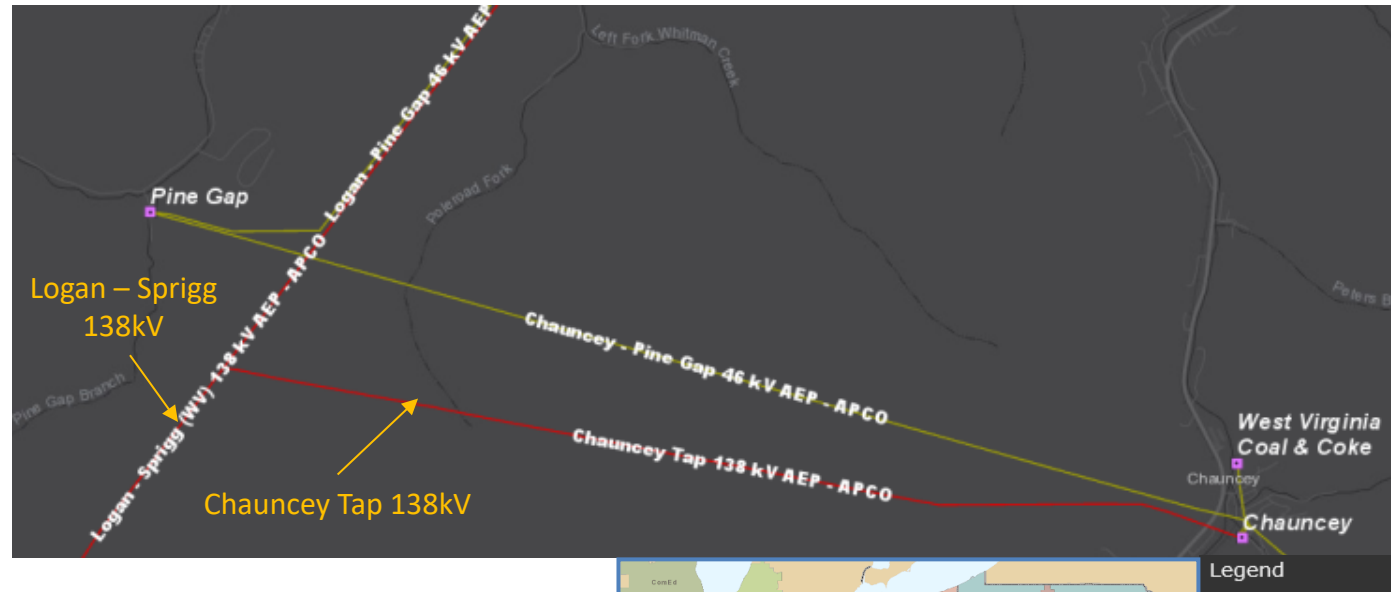 Left Fork Whitman Creek
Logan - Pine Gap 46 kV AEP
Pine Gap
Poleroad Fork
Logan – Sprigg
138kV
Logan - Sprigg (WV) 138 kV AEP - APCO
Chauncey - Pine Gap 46 kV AEP - APCO
Pine Gap Branch
Peters
West Virginia
Coal & Coke
Chauncey Tap 138 kV AEP - APCO
Chauncey
Chauncey Tap 138kV
Chauncey
Legend
ComEd